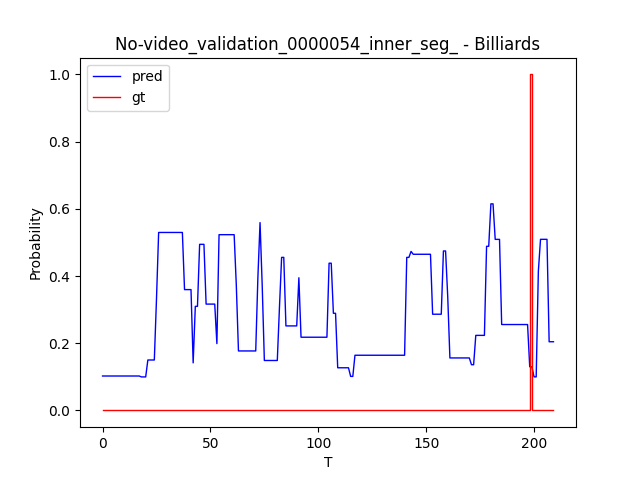 No-video_validation_0000054_inner_seg_ - Billiards
pred
gt
1.0
0.8
0.6
0.4
0.2
0.0
Probability
0
50
100
150
200
T